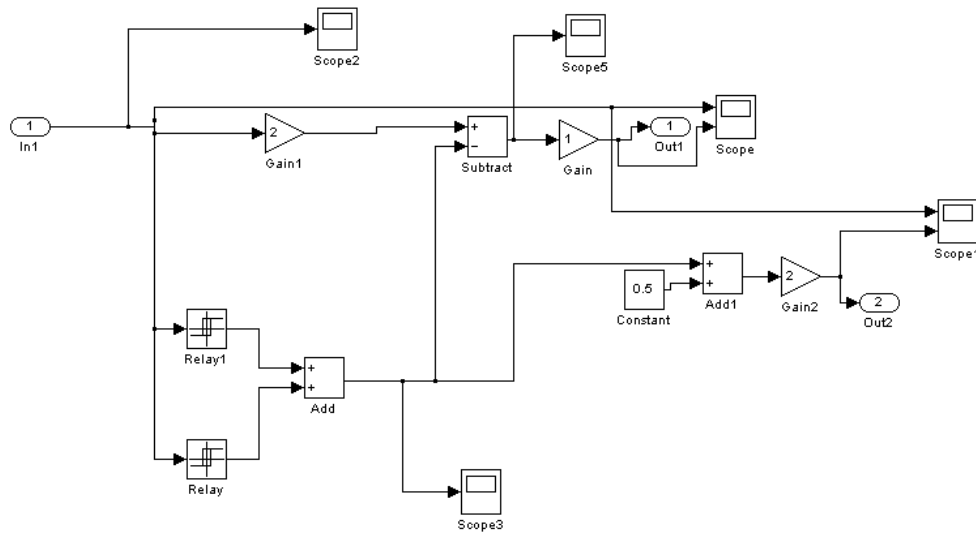 Scope2
Scope5
1
In1
2
Gain1
+
−
Subtract
1
Gain
1
Out1
Scope
Scope1
+
+
Add1
0.5
Constant
2
Gain2
2
Out2
Relay1
+
+
Add
Relay
Scope3